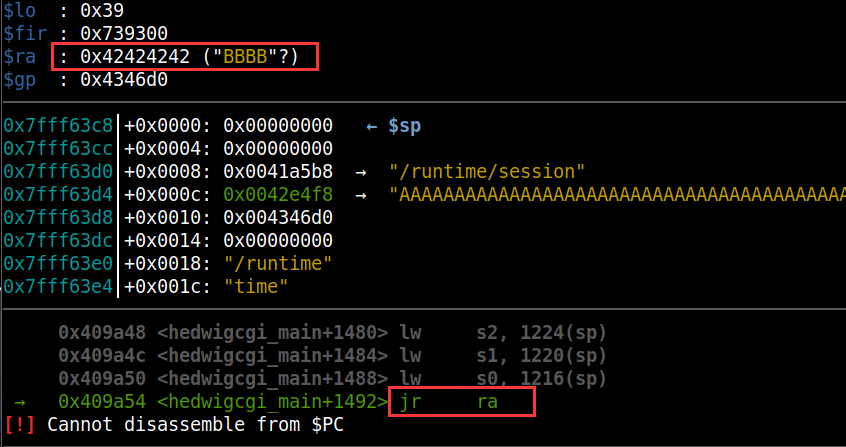 $lo : 0x39
$fir : 0x739300
$ra : 0x42424242 ("BBBB"?)
$gp : 0x4346d0
0x7fff63c8│+0x0000: 0x00000000 ← $sp
0x7fff63cc│+0x0004: 0x00000000
0x7fff63d0│+0x0008: 0x0041a5b8 → "/runtime/session"
0x7fff63d4│+0x000c: 0x0042e4f8 → "AAAAAAAAAAAAAAAAAAAAAAAAAAAAAAAAAAAAAAAAAA
0x7fff63d8│+0x0010: 0x004346d0
0x7fff63dc│+0x0014: 0x00000000
0x7fff63e0│+0x0018: "/runtime"
0x7fff63e4│+0x001c: "time"
0x409a48 <hedwigcgi_main+1480> lw s2, 1224(sp)
0x409a4c <hedwigcgi_main+1484> lw s1, 1220(sp)
0x409a50 <hedwigcgi_main+1488> lw s0, 1216(sp)
→ 0x409a54 <hedwigcgi_main+1492> jr ra
[!] Cannot disassemble from $PC